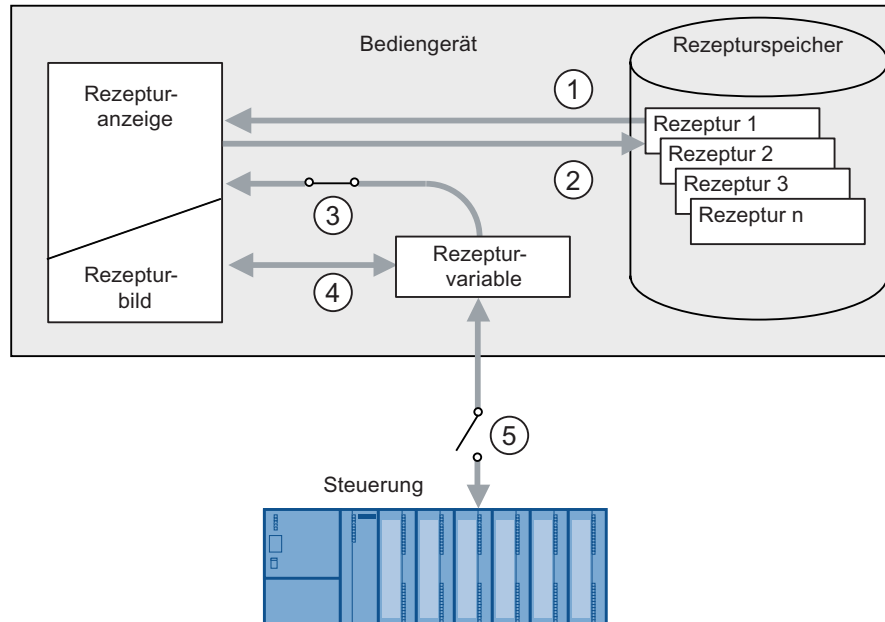 Bediengerät
Rezepturspeicher
Rezeptur-
anzeige
1
Rezeptur 1
Rezeptur 2
Rezeptur 3
Rezeptur n
2
3
Rezeptur-
variable
Rezeptur-
bild
4
5
Steuerung